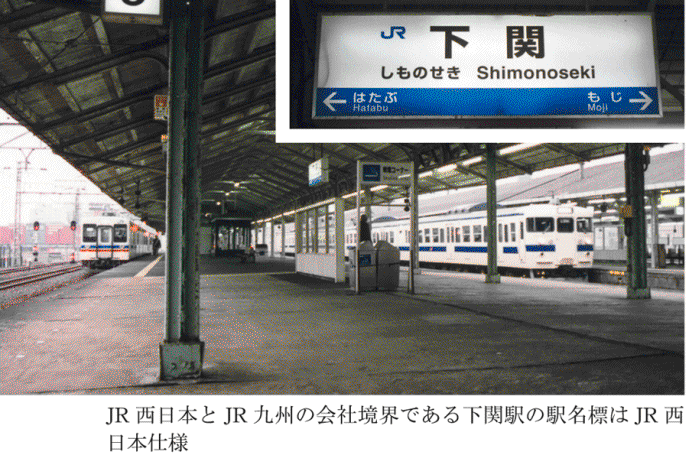 JR 下関
しものせき Shimonoseki
はたぶ
Hatabu
もじ
Moji
JR 西日本と JR 九州の会社境界である下関駅の駅名標は JR 西
日本仕様